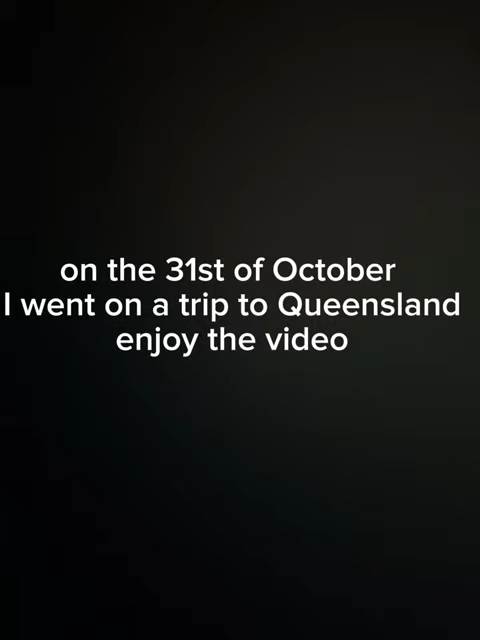 on the 31st of October
I went on a trip to Queensland
enjoy the video